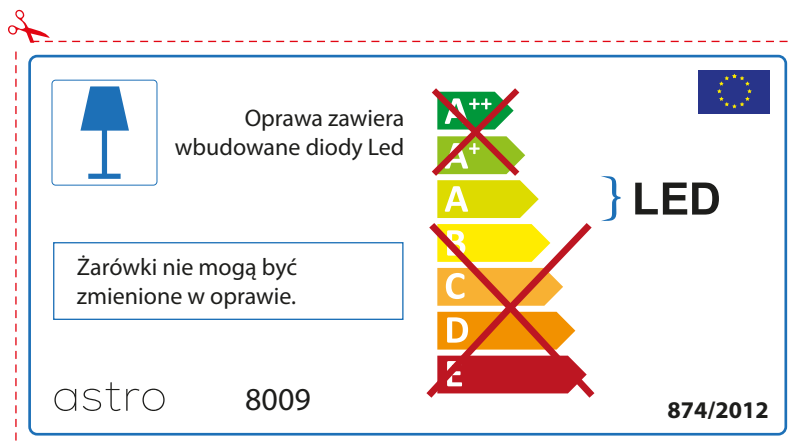 Oprawa zawiera
wbudowane diody Led
A++
A+
A
B
C
D
E
LED
Żarówki nie mogą być
zmienione w oprawie.
astro
8009
874/2012